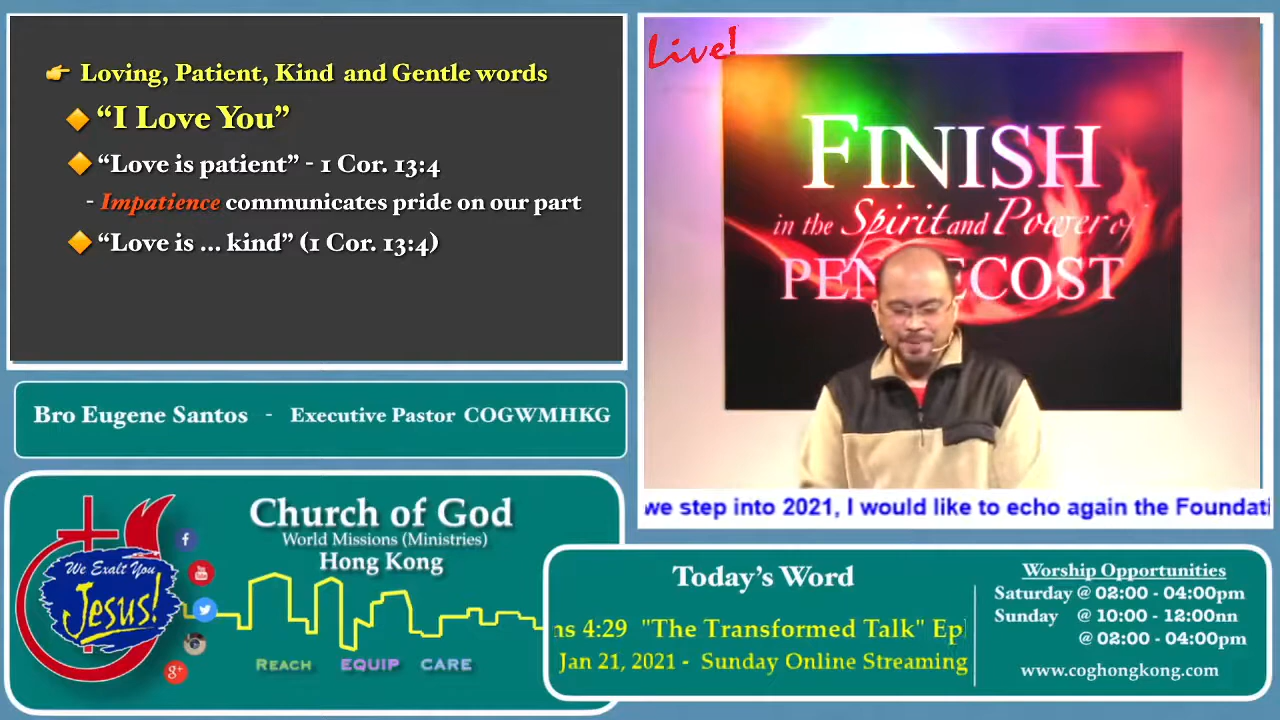 Loving, Patient, Kind and Gentle words
"I Love You"
"Love is patient" - 1 Cor. 13:4
- Impatience communicates pride on our part
"Love is ... kind" (1 Cor. 13:4)
Live!
FINISH
in the Spirit and Power of
PENTECOST
we step into 2021, I would like to echo again the Foundati
Bro Eugene Santos - Executive Pastor COGWMHKG
Church of God
World Missions (Ministries)
Hong Kong
We Exalt You
Jesus!
REACH EQUIP CARE
Today's Word
ns 4:29 "The Transformed Talk" Ep
Jan 21, 2021 - Sunday Online Streaming
Worship Opportunities
Saturday @ 02:00 - 04:00pm
Sunday @ 10:00 - 12:00nn
@ 02:00 - 04:00pm
www.coghongkong.com